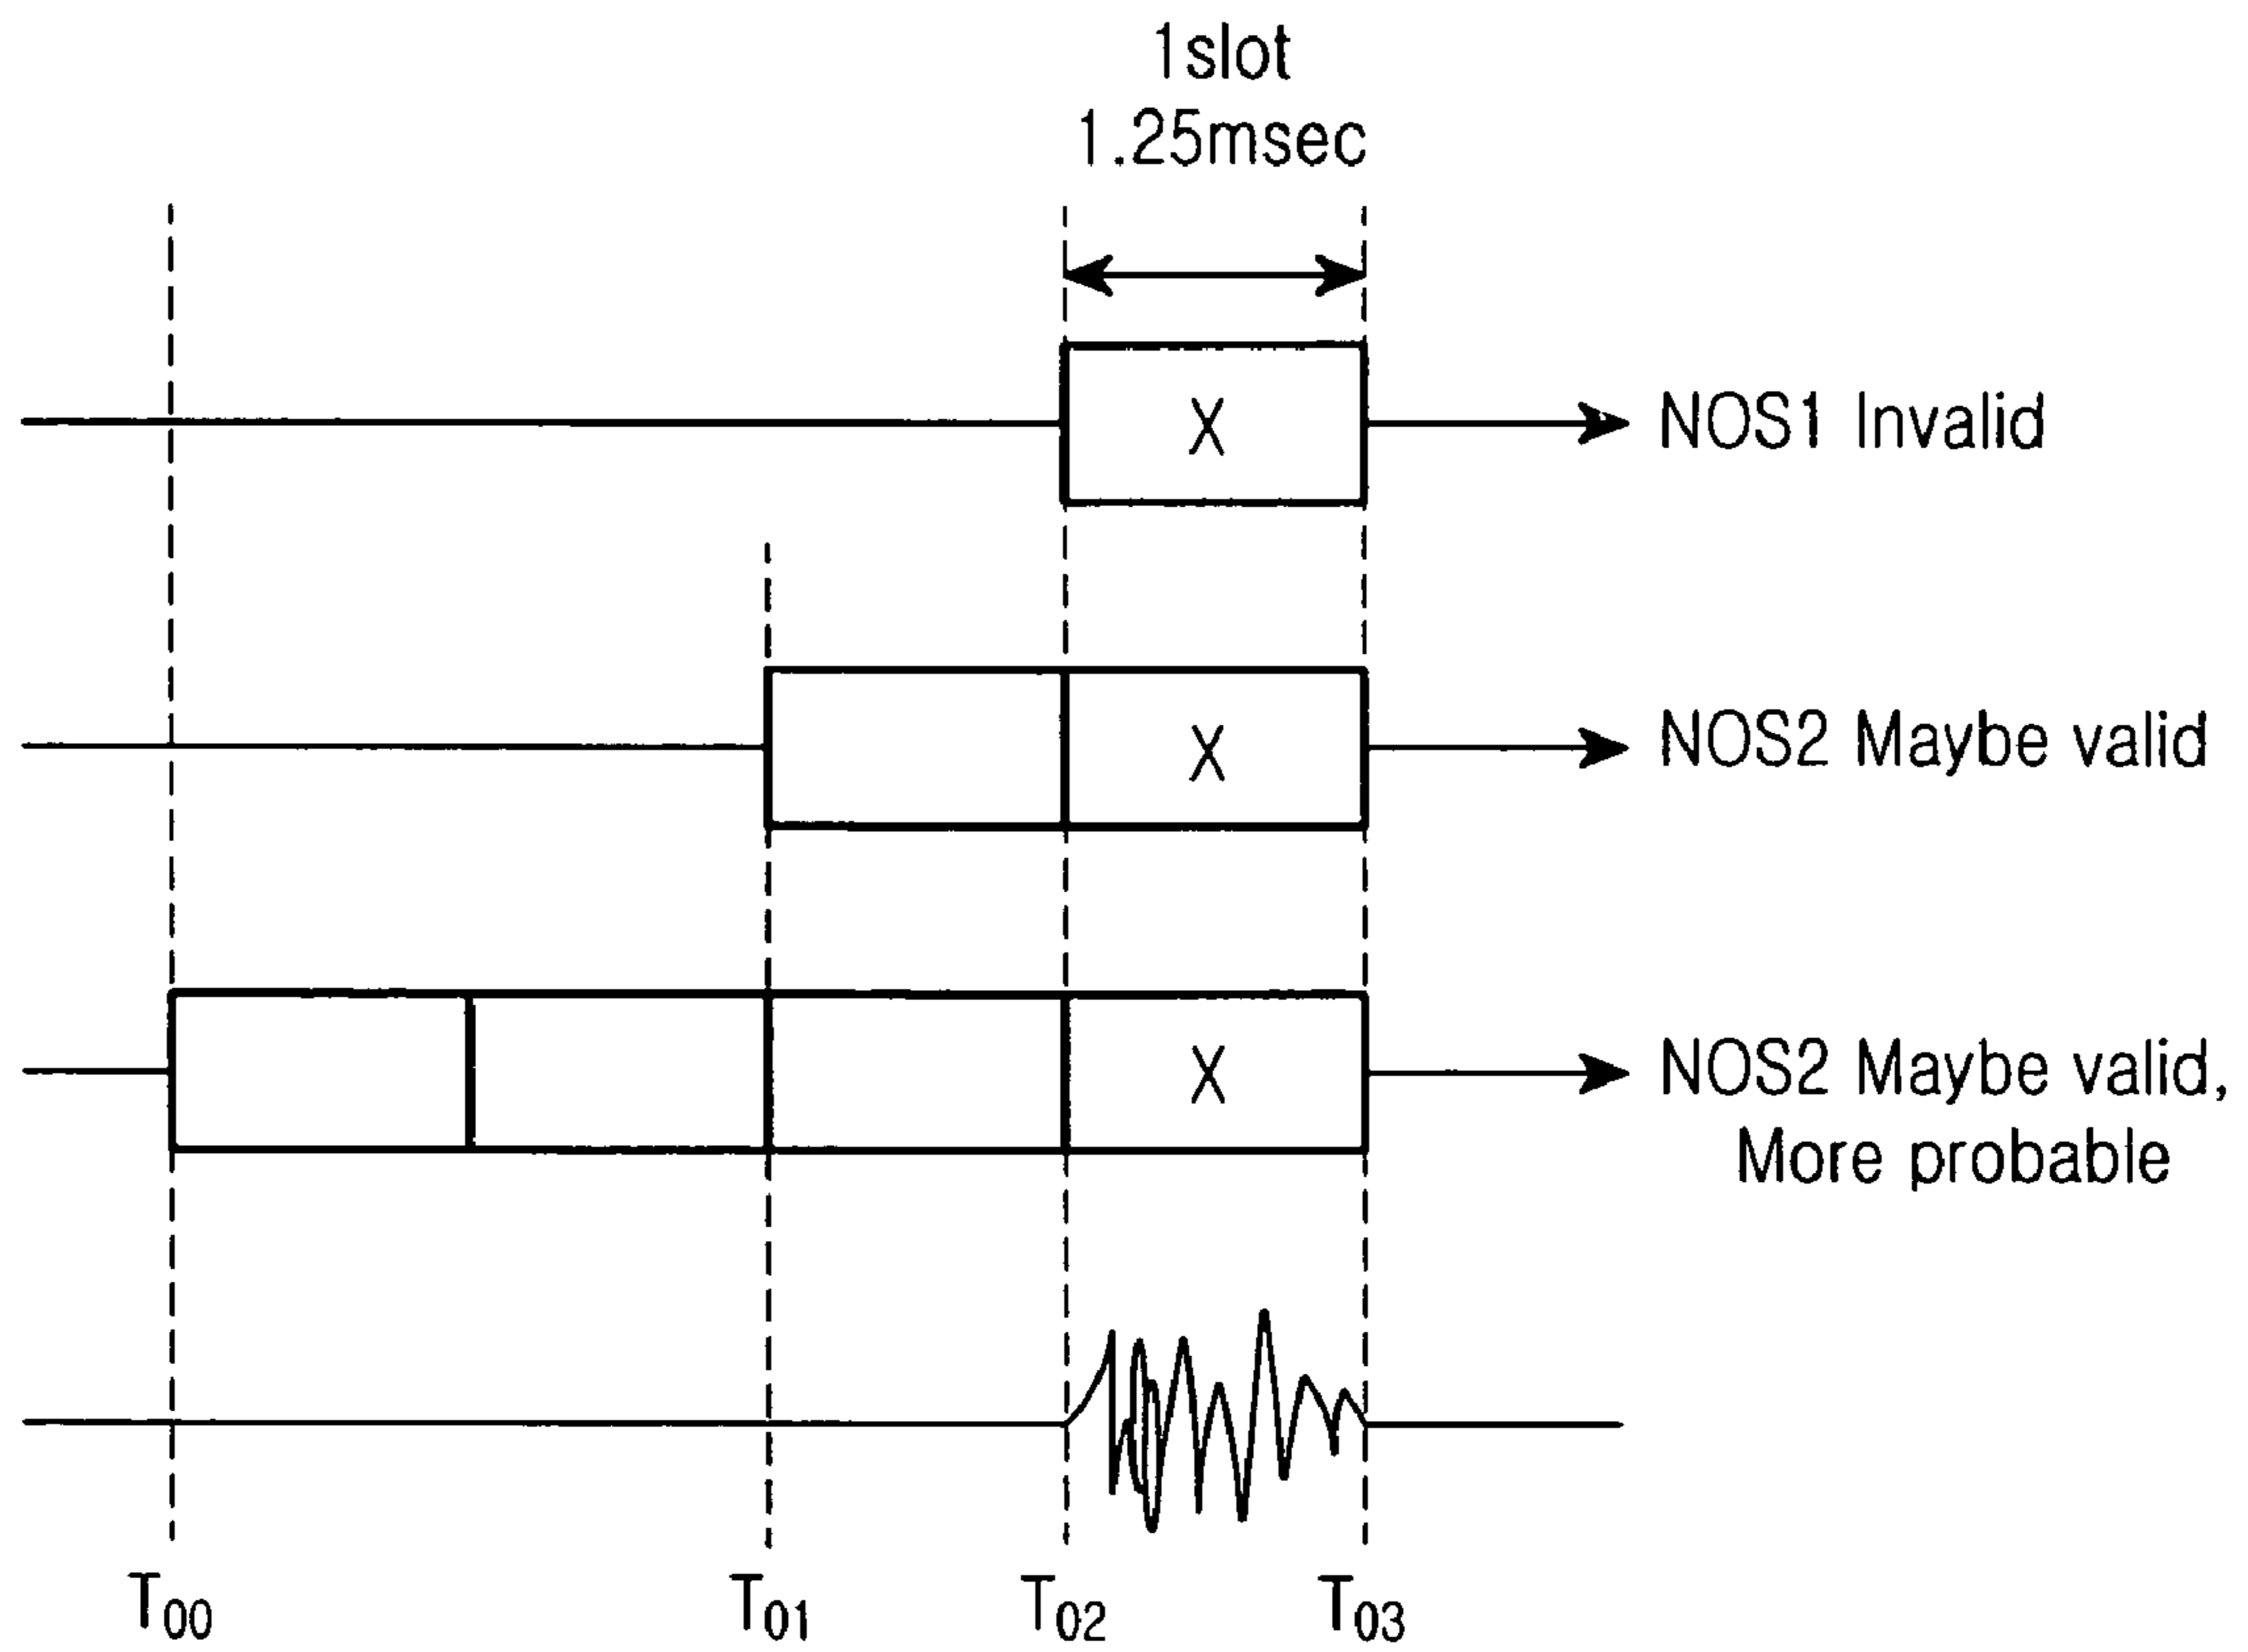 1slot
1.25msec
X
NOS1 Invalid
X
NOS2 Maybe valid
X
NOS2 Maybe valid,
More probable
T00
T01
T02
T03